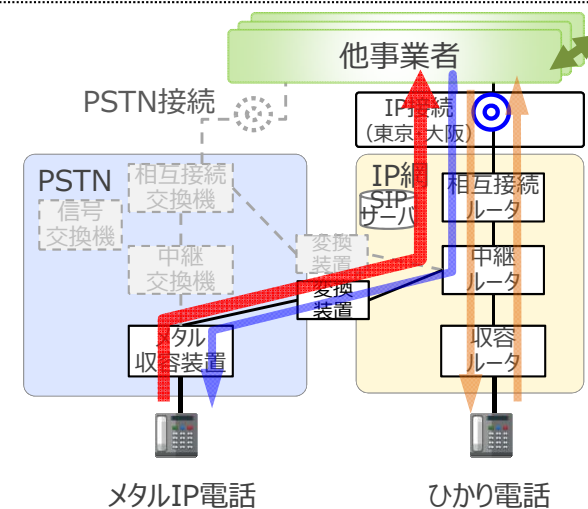 他事業者
PSTN接続
IP接続
（東京・大阪）
PSTN
相互接続
交換機
信号
交換機
中継
交換機
メタル
収容装置
変換
装置
変換
装置
IP網
SIP
サーバ
相互接続
ルータ
中継
ルータ
収容
ルータ
メタルIP電話
ひかり電話